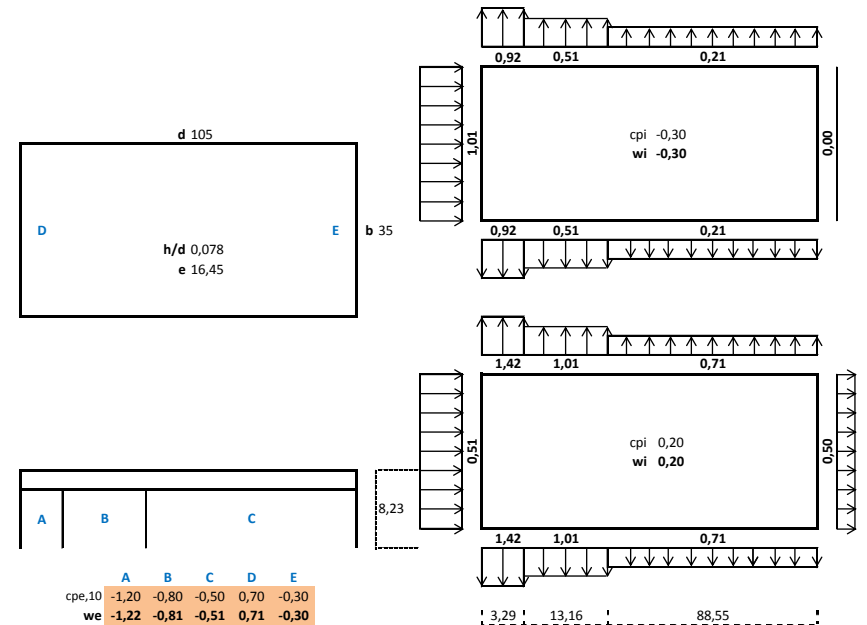 d 105
D
E
b 35
h/d 0,078
e 16,45
A
B
C
8,23
A B C D E
cpe,10 -1,20 -0,80 -0,50 0,70 -0,30
we -1,22 -0,81 -0,51 0,71 -0,30
0,92 0,51 0,21
1,01
cpi -0,30
wi -0,30
0,00
0,92 0,51 0,21
1,42 1,01 0,71
0,51
cpi 0,20
wi 0,20
0,50
1,42 1,01 0,71
3,29 13,16 88,55